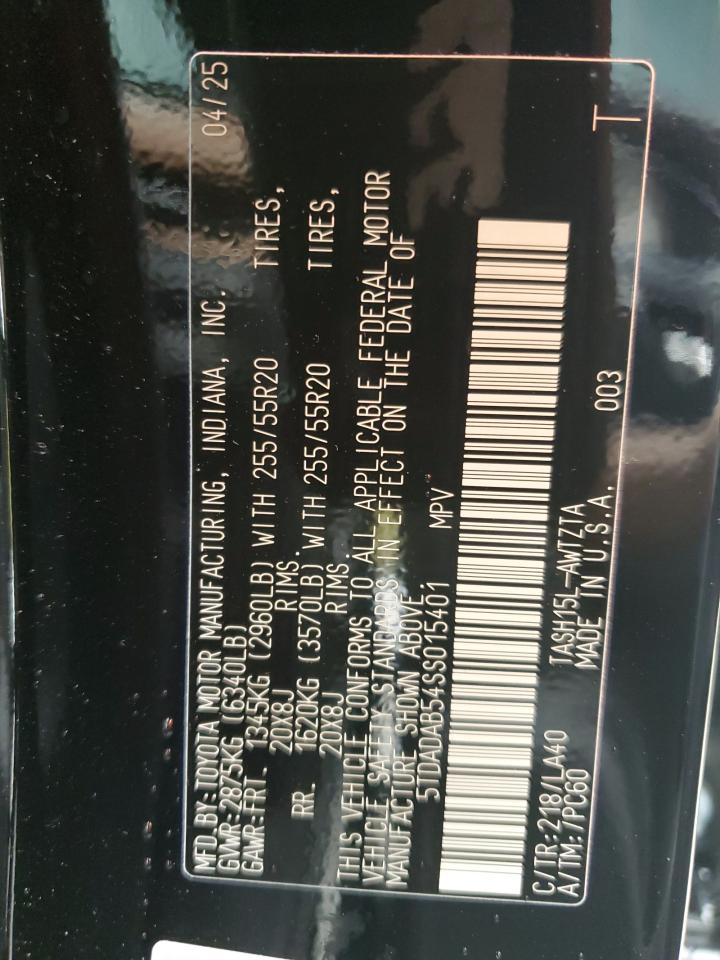 MFD.BY:TOYOTA MOTOR MANUFACTURING, INDIANA, INC. 04/25
GVWR:2875KG (6340LB)
GAWR:FRT. 1345KG (2960LB) WITH 255/55R20 TIRES,
20X8J RIMS.
RR. 1620KG (3570LB) WITH 255/55R20 TIRES,
20X8J RIMS.
THIS VEHICLE CONFORMS TO ALL APPLICABLE FEDERAL MOTOR
VEHICLE SAFETY STANDARDS IN EFFECT ON THE DATE OF
MANUFACTURE SHOWN ABOVE.
5TDADAB54SS015401 MPV
C/TR:218/LA40 TASH15L-AWTZTA
A/TM: /PC60 MADE IN U.S.A. 003 T